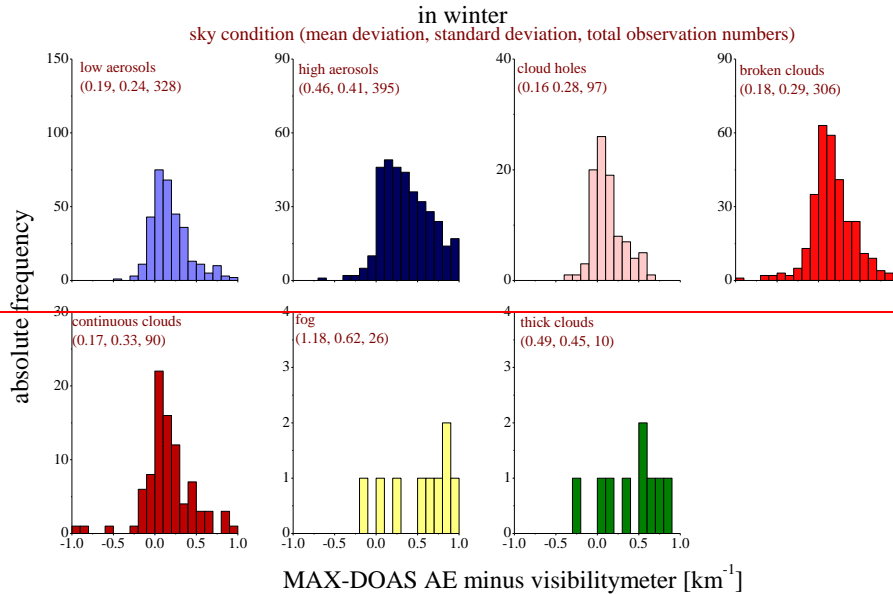 in winter
sky condition (mean deviation, standard deviation, total observation numbers)
150
100
50
0
low aerosols
(0.19, 0.24, 328)
90
60
30
0
high aerosols
(0.46, 0.41, 395)
40
20
0
cloud holes
(0.16 0.28, 97)
90
60
30
0
broken clouds
(0.18, 0.29, 306)
absolute frequency
30
20
10
0
continuous clouds
(0.17, 0.33, 90)
-1.0 -0.5 0.0 0.5 1.0
4
3
2
1
0
fog
(1.18, 0.62, 26)
-1.0 -0.5 0.0 0.5 1.0
4
3
2
1
0
thick clouds
(0.49, 0.45, 10)
-1.0 -0.5 0.0 0.5 1.0
MAX-DOAS AE minus visibilitymeter [km⁻¹]